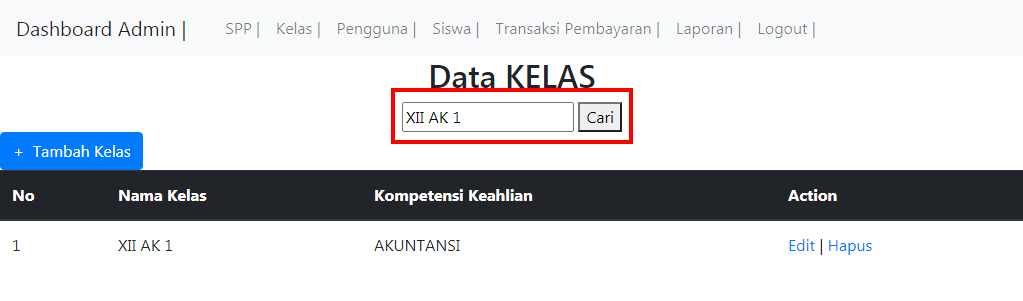 Dashboard Admin | SPP | Kelas | Pengguna | Siswa | Transaksi Pembayaran | Laporan | Logout |
Data KELAS
XII AK 1 Cari
+ Tambah Kelas
No Nama Kelas Kompetensi Keahlian Action
1 XII AK 1 AKUNTANSI Edit | Hapus